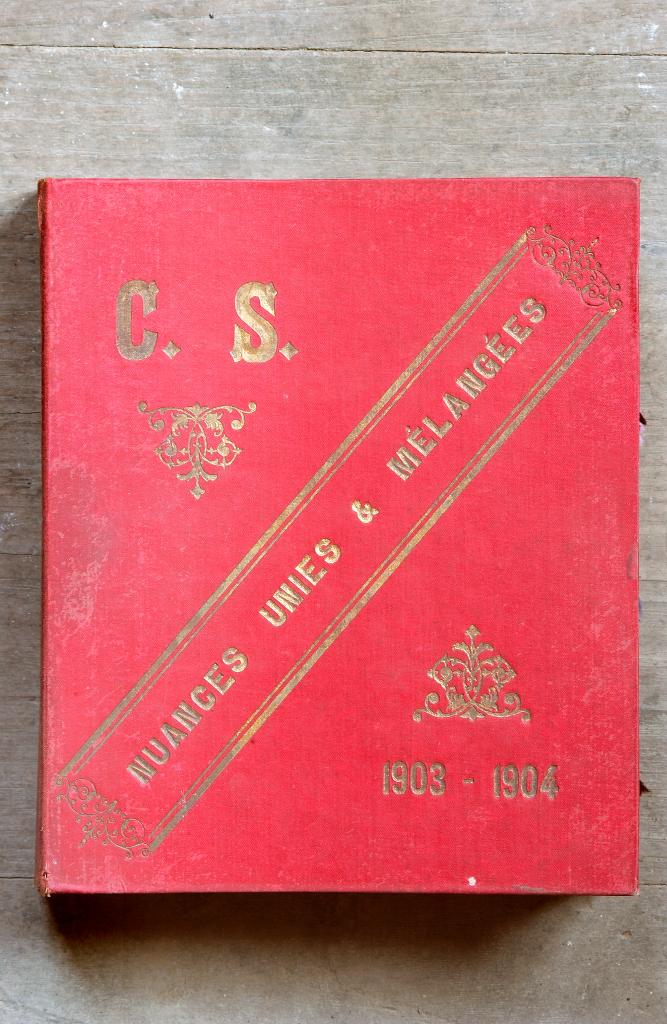 C. S.
NUANCES UNIES & MÉLANGÉES
1903 - 1904